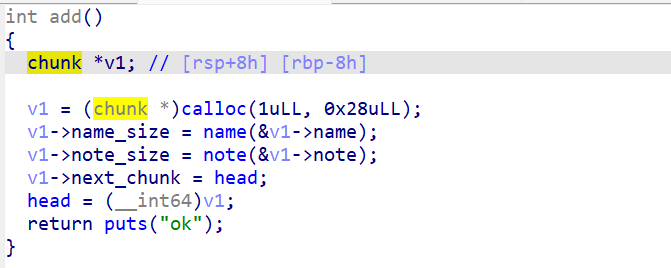 int add()
{
  chunk *v1; // [rsp+8h] [rbp-8h]

  v1 = (chunk *)calloc(1uLL, 0x28uLL);
  v1->name_size = name(&v1->name);
  v1->note_size = note(&v1->note);
  v1->next_chunk = head;
  head = (__int64)v1;
  return puts("ok");
}